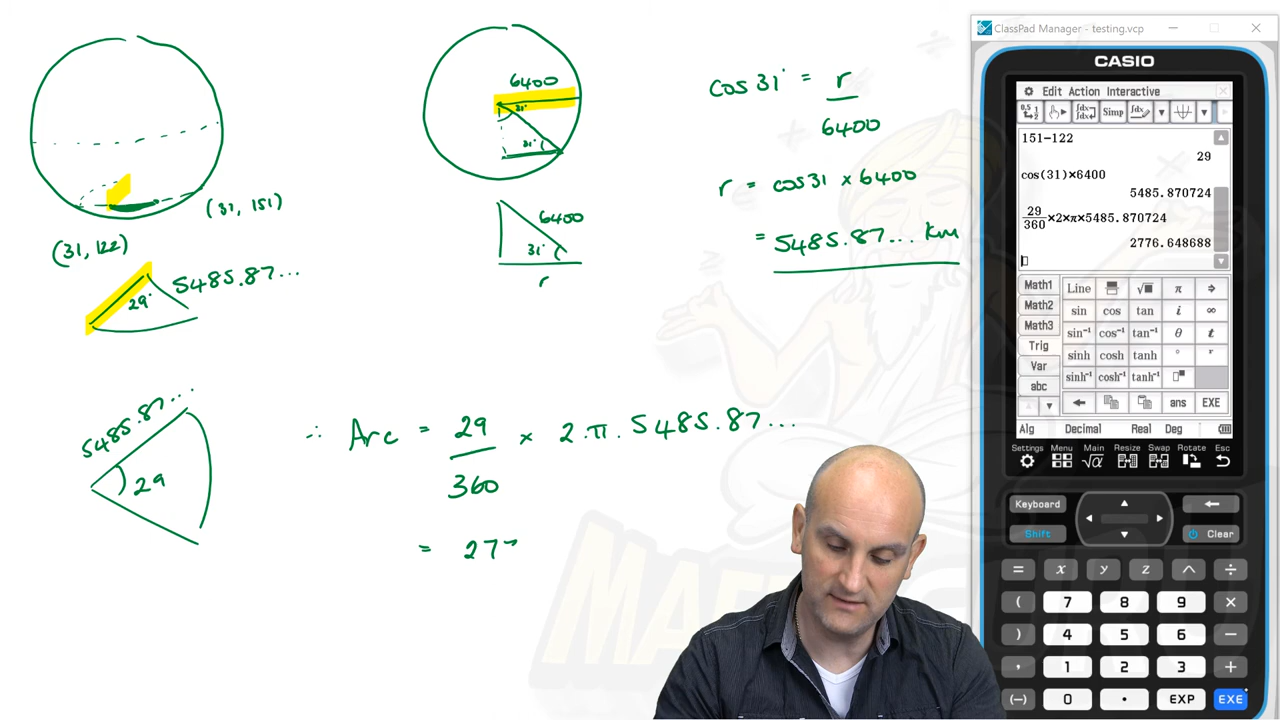 (31, 151)
(31, 122)
29°
5485.87...
5485.87...
29
6400
31°
31°
6400
31°
r
cos 31° = r
6400
r = cos31 x 6400
= 5485.87... km
∴ Arc = 29 x 2.π. 5485.87...
360
= 277
ClassPad Manager - testing.vcp
CASIO
Edit Action Interactive
Simp
151−122
29
cos(31)×6400
5485.870724
29
360 ×2×π×5485.870724
2776.648688
Math1 Line √ π ⇒
Math2 sin cos tan i ∞
Math3 sin⁻¹ cos⁻¹ tan⁻¹ θ t
Trig sinh cosh tanh ° r
Var sinh⁻¹ cosh⁻¹ tanh⁻¹
abc
ans EXE
Alg Decimal Real Deg
Settings Menu Main Resize Swap Rotate Esc
Keyboard
Shift Clear
= x y z ^ ÷
( 7 8 9 ×
) 4 5 6 −
, 1 2 3 +
(−) 0 . EXP EXE